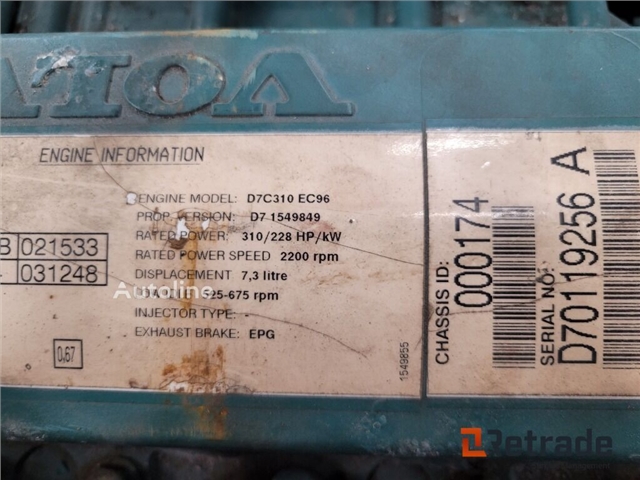 VOLVO
ENGINE INFORMATION
ENGINE MODEL: D7C310 EC96
PROD. VERSION: D7 1549849
RATED POWER: 310/228 HP/kW
RATED POWER SPEED 2200 rpm
DISPLACEMENT 7,3 litre
525-675 rpm
INJECTOR TYPE: -
EXHAUST BRAKE: EPG
B 021533
031248
0,67
1549855
CHASSIS ID:
000174
SERIAL NO:
D70119256 A
Autoline
Retrade